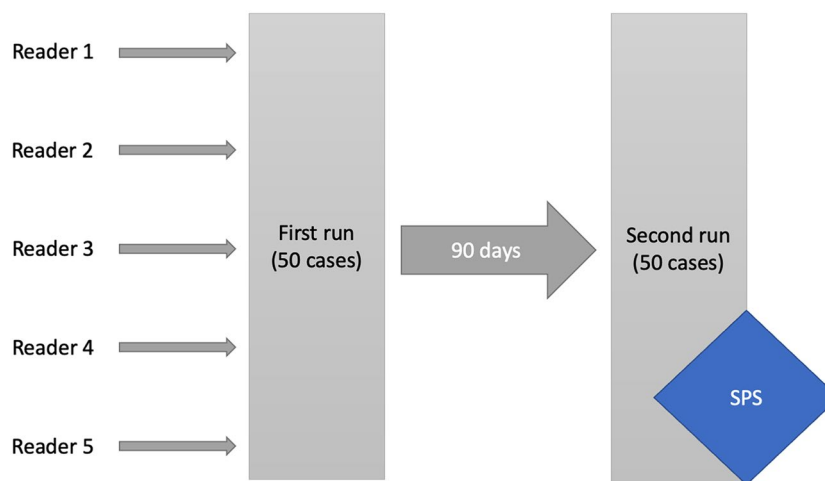 Reader 1
Reader 2
Reader 3
Reader 4
Reader 5
First run
(50 cases)
90 days
Second run
(50 cases)
SPS